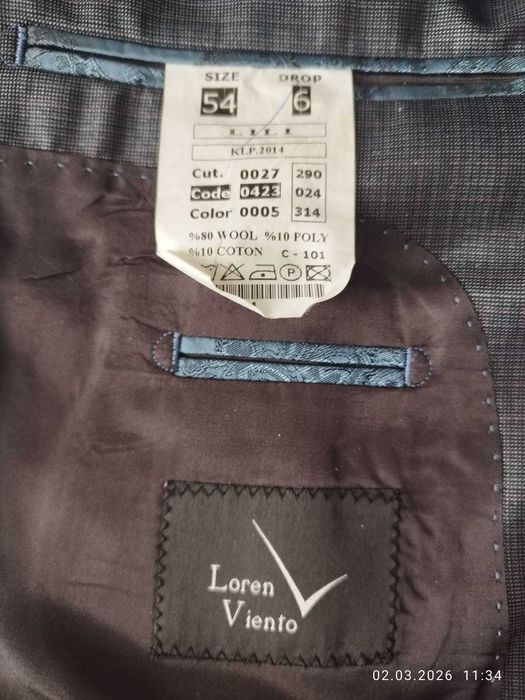 SIZE DROP
54 6
KLP.2014
Cut. 0027 290
Code 0423 024
Color 0005 314
%80 WOOL %10 POLY
%10 COTON C - 101
P
Loren
Viento
02.03.2026 11:34